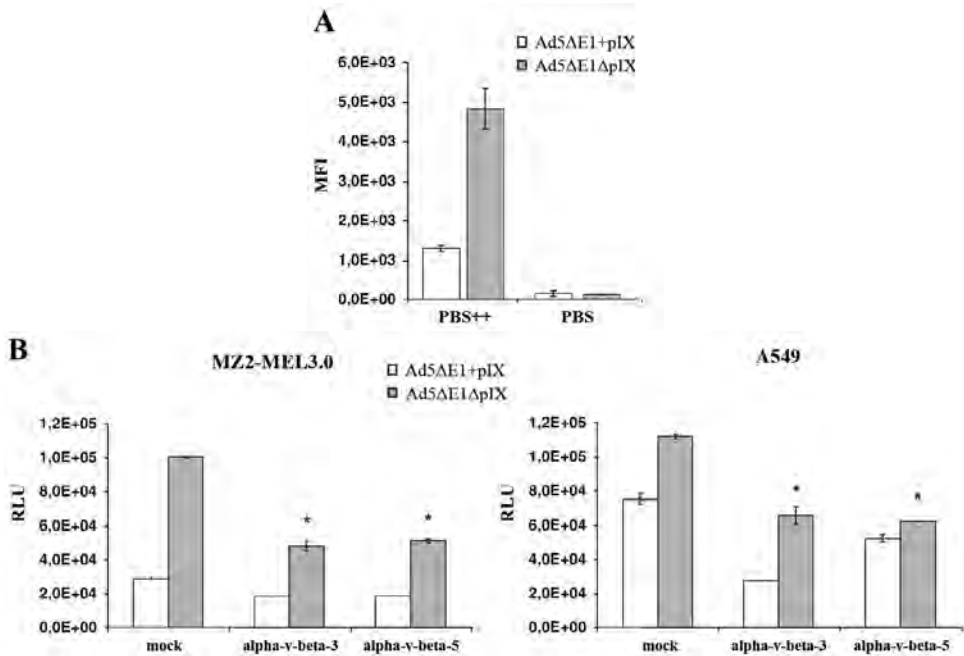 A
Ad5ΔE1+pIX
Ad5ΔE1ΔpIX
6,0E+03
5,0E+03
4,0E+03
3,0E+03
2,0E+03
1,0E+03
0,0E+00
MFI
PBS++
PBS
B
MZ2-MEL3.0
Ad5ΔE1+pIX
Ad5ΔE1ΔpIX
A549
1,2E+05
1,0E+05
8,0E+04
6,0E+04
4,0E+04
2,0E+04
0,0E+00
RLU
*
*
mock
alpha-v-beta-3
alpha-v-beta-5
1,2E+05
1,0E+05
8,0E+04
6,0E+04
4,0E+04
2,0E+04
0,0E+00
RLU
*
*
mock
alpha-v-beta-3
alpha-v-beta-5